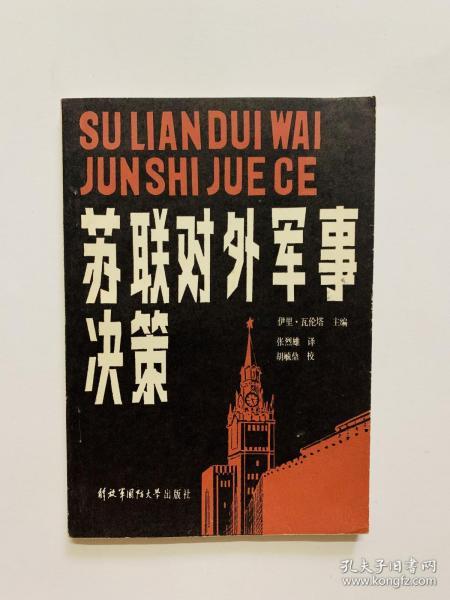 SU LIAN DUI WAI
JUN SHI JUE CE
苏联对外军事
决策
伊里·瓦伦塔 主编
张烈雄 译
胡毓鼎 校
解放军国防大学出版社
孔夫子旧书网
www.kongfz.com